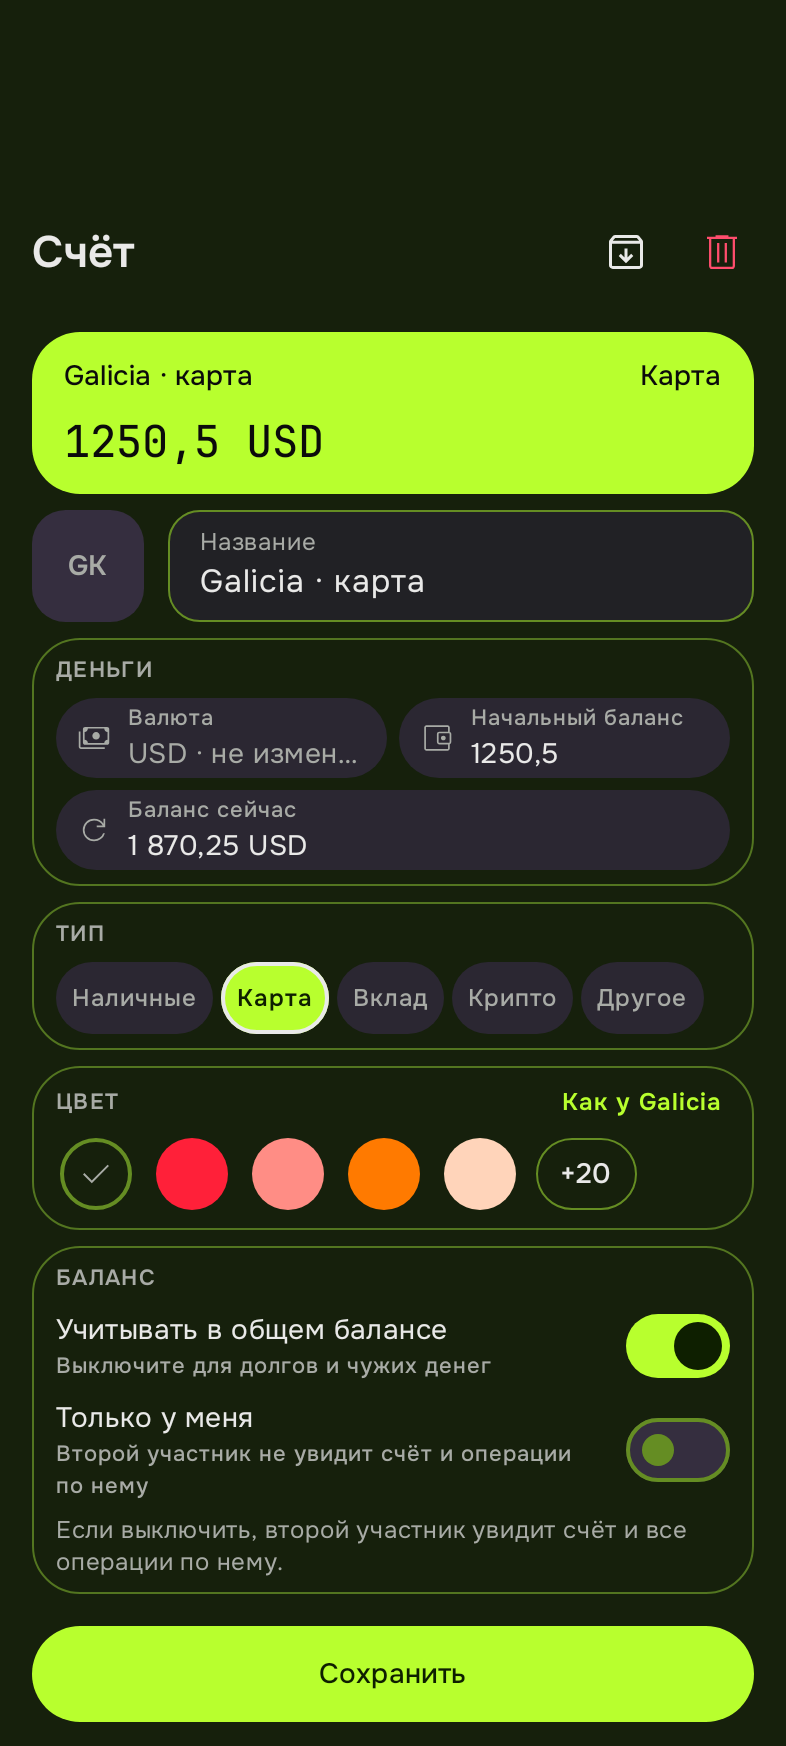 Счёт
Galicia · карта
Карта
1250,5 USD
GK
Название
Galicia · карта
ДЕНЬГИ
Валюта
USD · не измен...
Начальный баланс
1250,5
Баланс сейчас
1 870,25 USD
ТИП
Наличные
Карта
Вклад
Крипто
Другое
ЦВЕТ
Как у Galicia
+20
БАЛАНС
Учитывать в общем балансе
Выключите для долгов и чужих денег
Только у меня
Второй участник не увидит счёт и операции
по нему
Если выключить, второй участник увидит счёт и все
операции по нему.
Сохранить